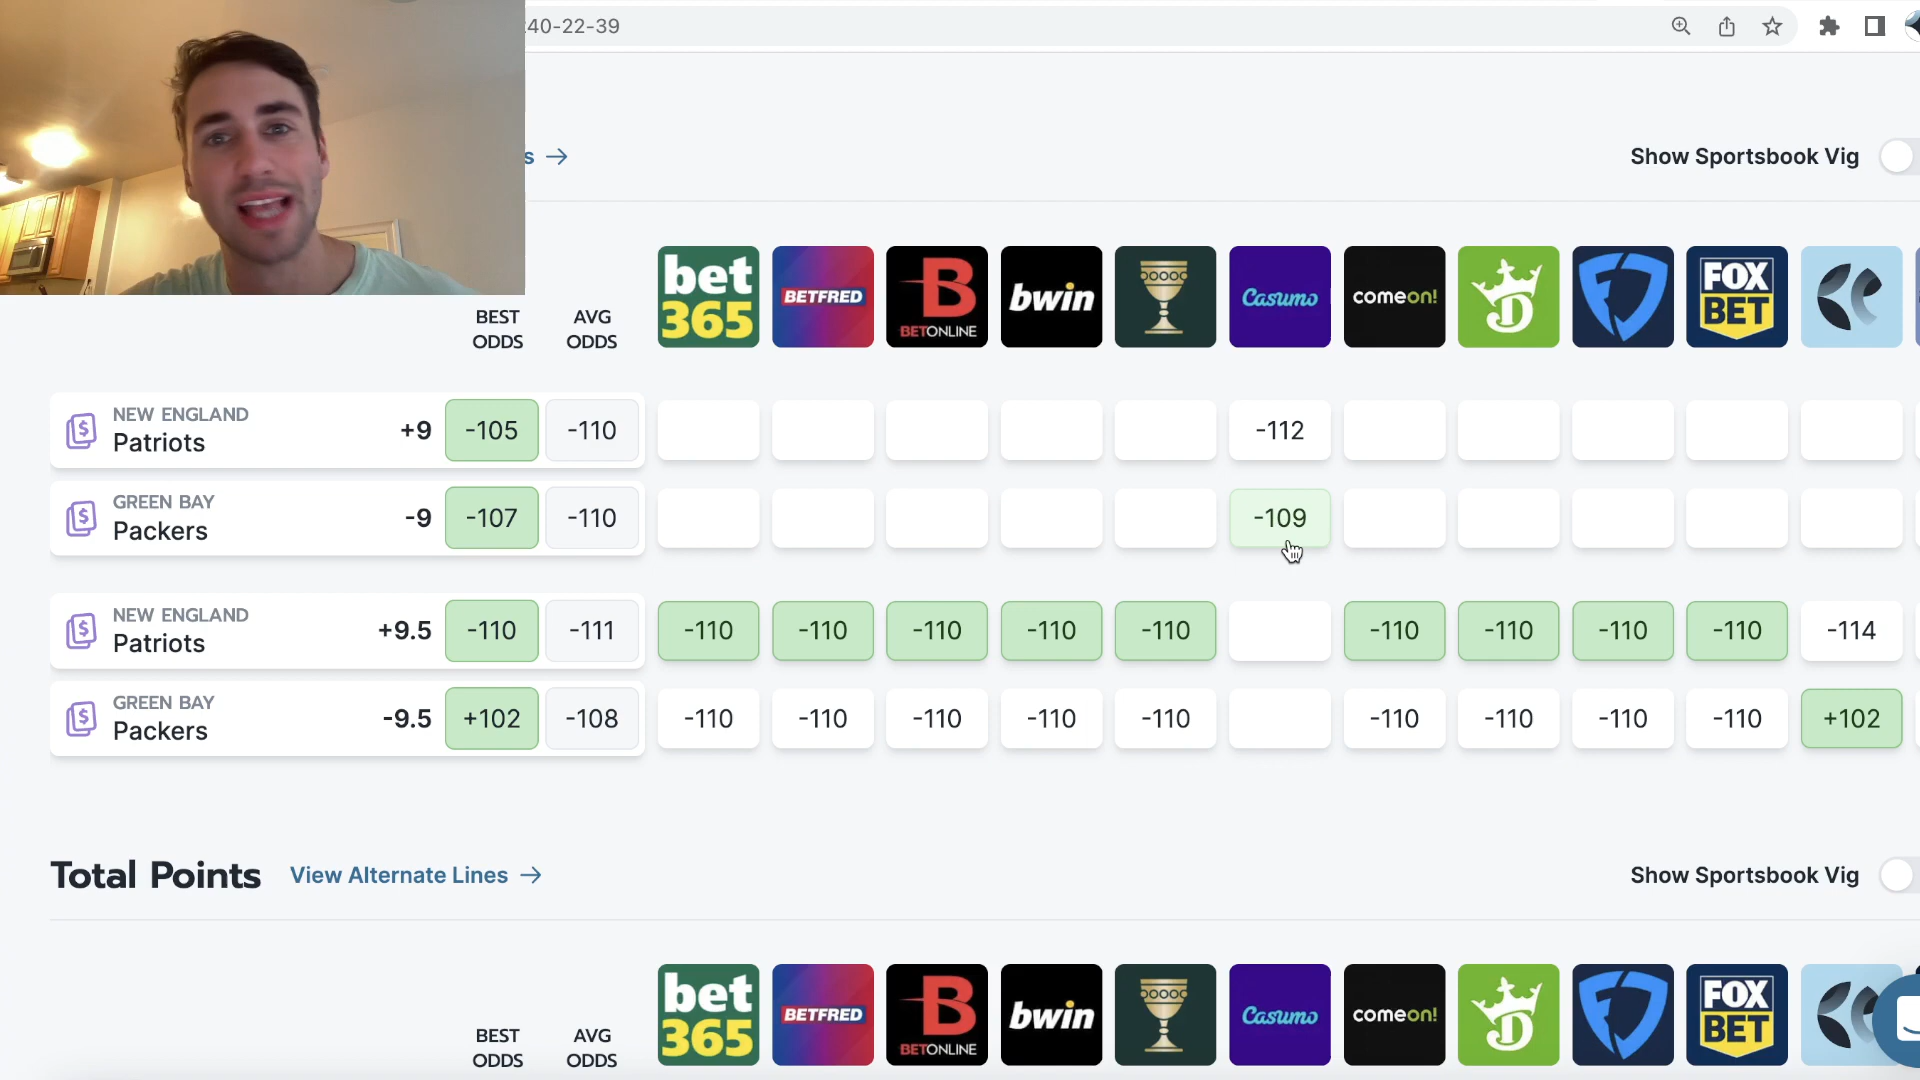 :40-22-39
s →
Show Sportsbook Vig
BEST ODDS
AVG ODDS
bet365
BETFRED
B BETONLINE
bwin
Casumo
comeon!
D
FOX BET
NEW ENGLAND
Patriots +9 -105 -110 -112
GREEN BAY
Packers -9 -107 -110 -109
NEW ENGLAND
Patriots +9.5 -110 -111 -110 -110 -110 -110 -110 -110 -110 -110 -110 -114
GREEN BAY
Packers -9.5 +102 -108 -110 -110 -110 -110 -110 -110 -110 -110 -110 +102
Total Points View Alternate Lines →
Show Sportsbook Vig
BEST ODDS
AVG ODDS
bet365
BETFRED
B BETONLINE
bwin
Casumo
comeon!
D
FOX BET